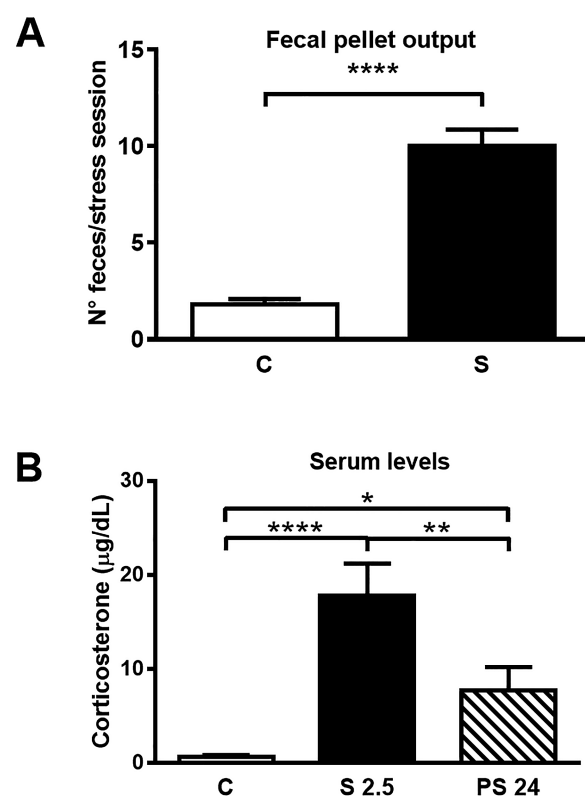 A
Fecal pellet output
****
N° feces/stress session
15
10
5
0
C
S
B
Serum levels
*
****
**
Corticosterone (µg/dL)
30
20
10
0
C
S 2.5
PS 24